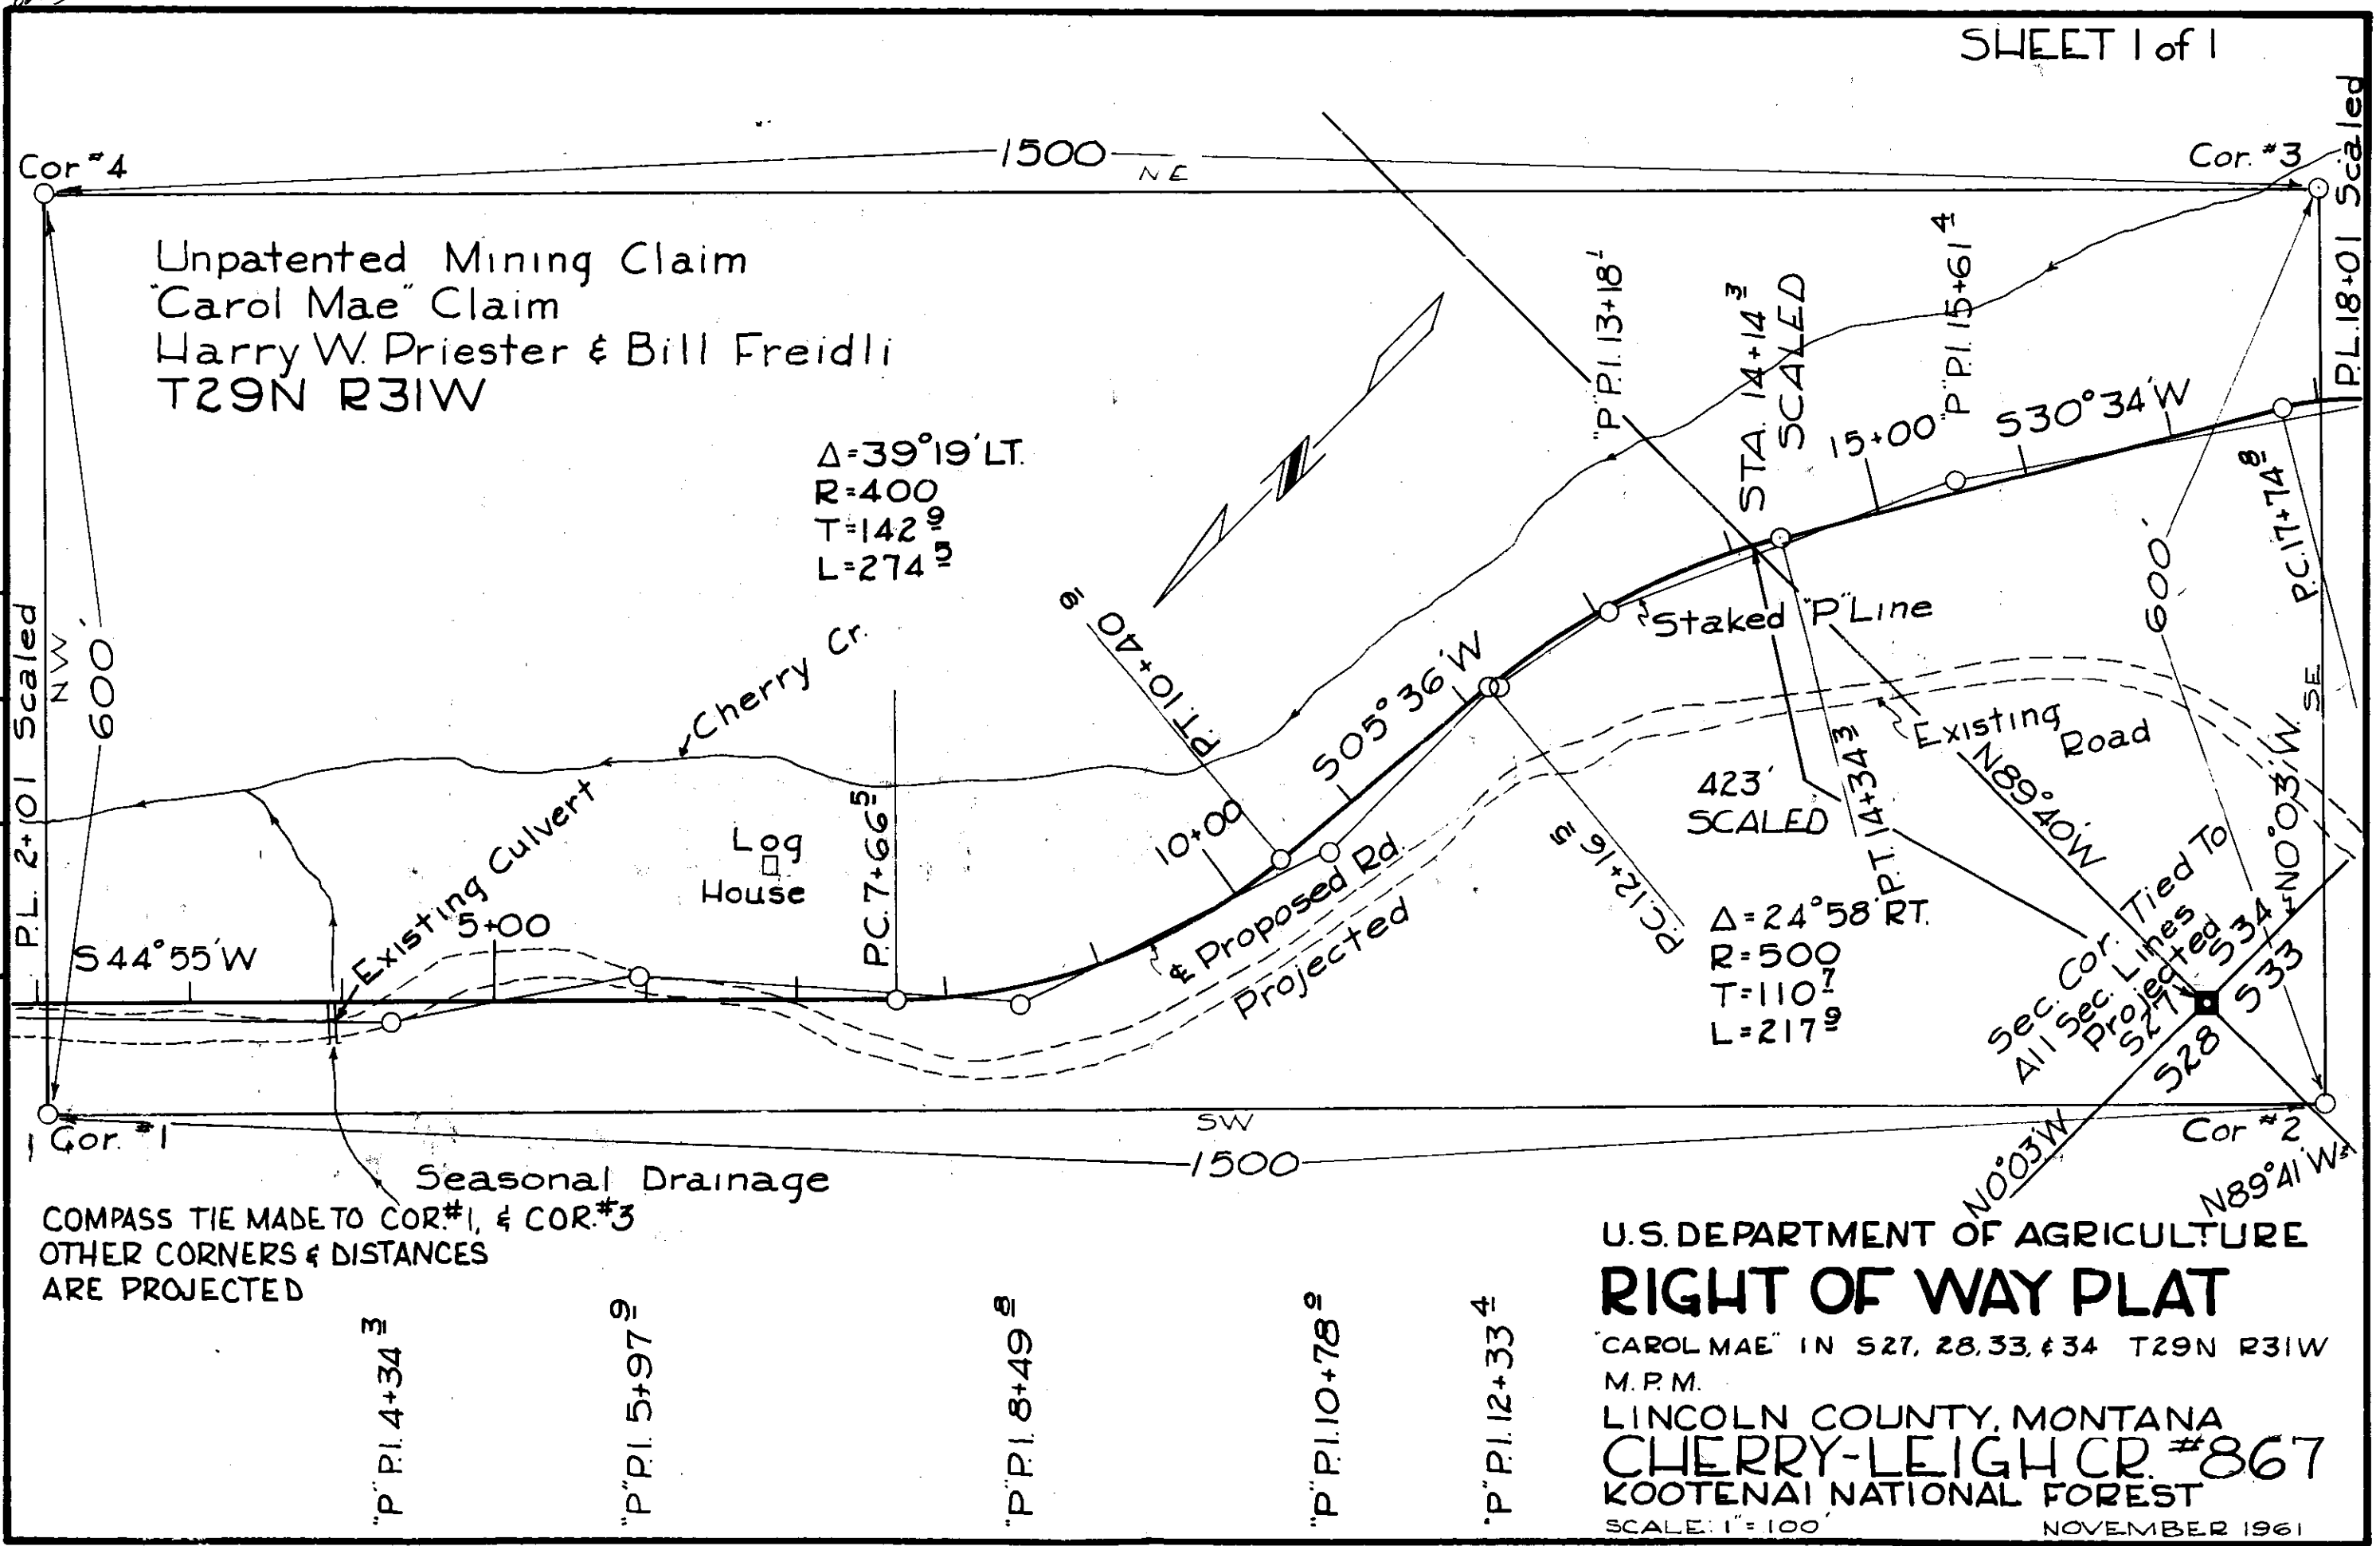 SHEET 1 of 1
Cor #4
1500
NE
Cor. #3
P.L. 18+01 Scaled
Unpatented Mining Claim
"Carol Mae" Claim
Harry W. Priester & Bill Freidli
T29N R31W
Δ=39°19' LT.
R=400
T=142 9
L=274 5
"P" P.I. 13+18 1
STA. 14+14 3
SCALED
"P" P.I. 15+61 4
15+00
S30°34'W
P.C. 17+74 8
600'
SE
P.L. 2+01 Scaled
NW
600'
Cherry Cr.
P.T. 10+40 9
S05°36'W
Staked "P" Line
Existing
Road
423'
SCALED
P.T. 14+34 3
N89°40'W
N0°03'W
Existing Culvert
Log
House
P.C. 7+66 5
10+00
P.C. 12+16 5
℄ Proposed Rd.
Projected
5+00
S44°55'W
Δ=24°58' RT.
R=500
T=110 7
L=217 9
Sec. Cor. Tied To
All Sec. Lines
Projected
S27
S34
S28
S33
1 Cor. #1
SW
1500
Cor #2
N0°03'W
N89°41'W
Seasonal Drainage
COMPASS TIE MADE TO COR.#1, & COR.#3
OTHER CORNERS & DISTANCES
ARE PROJECTED
"P" P.I. 4+34 3
"P" P.I. 5+97 9
"P" P.I. 8+49 8
"P" P.I. 10+78 0
"P" P.I. 12+33 4
U.S. DEPARTMENT OF AGRICULTURE
RIGHT OF WAY PLAT
"CAROL MAE" IN S27, 28, 33, & 34 T29N R31W
M.P.M.
LINCOLN COUNTY, MONTANA
CHERRY-LEIGH CR. #867
KOOTENAI NATIONAL FOREST
SCALE: 1" = 100'
NOVEMBER 1961